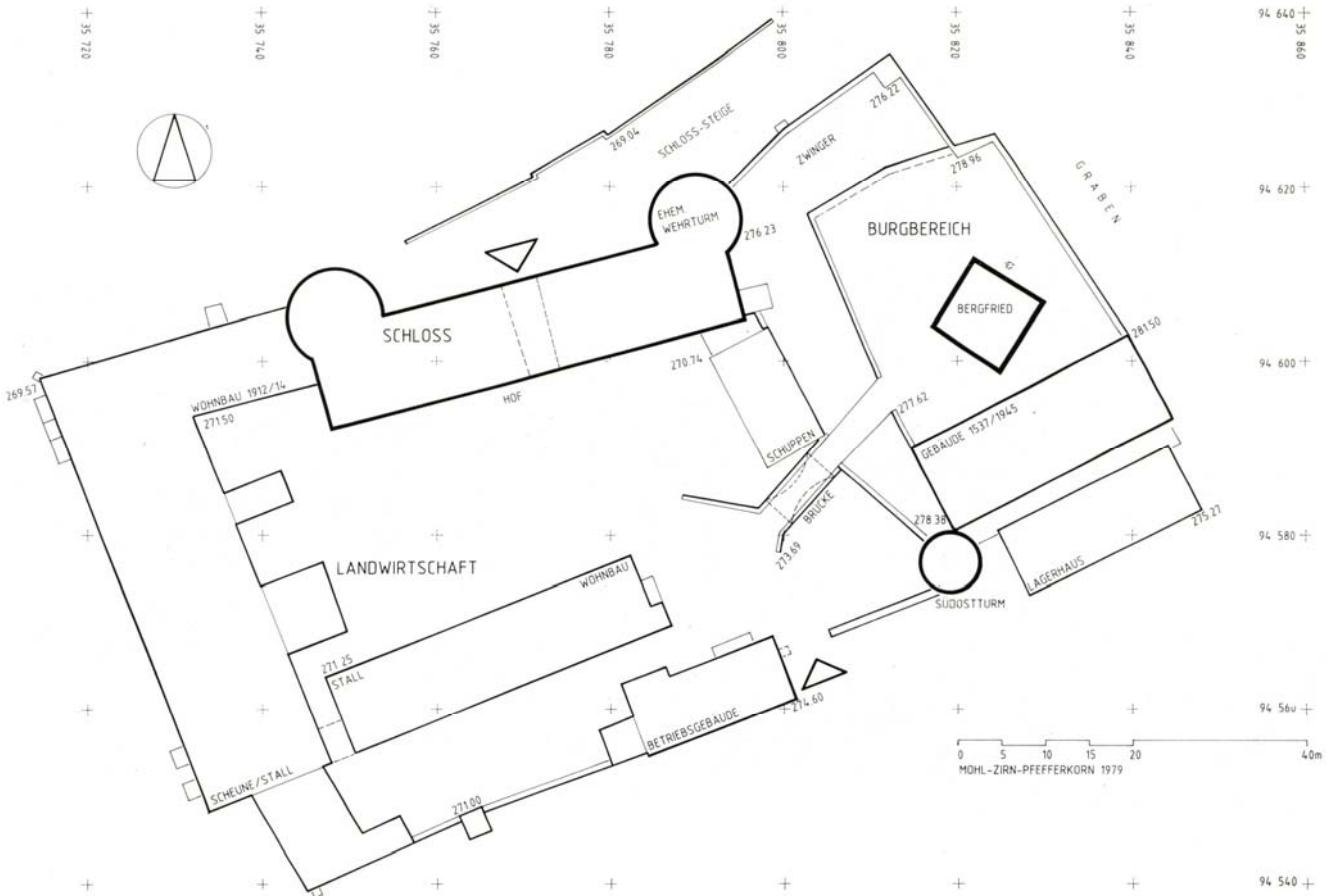 35 720
35 740
35 760
35 780
35 800
35 820
35 840
94 640
35 860
269.04
SCHLOSS-STEIGE
276.22
ZWINGER
278.96
GRABEN
94 620
EHEM.
WEHRTURM
276.23
BURGBEREICH
BERGFRIED
SCHLOSS
281.50
270.74
94 600
269.57
WOHNBAU 1912/14
271.50
HOF
277.62
SCHUPPEN
GEBÄUDE 1537/1945
BRÜCKE
278.38
275.27
94 580
273.69
LAGERHAUS
LANDWIRTSCHAFT
WOHNBAU
SÜDOSTTURM
271 25
STALL
274.60
94 560
BETRIEBSGEBÄUDE
0 5 10 15 20 40m
MOHL-ZIRN-PFEFFERKORN 1979
SCHEUNE/STALL
271.00
94 540